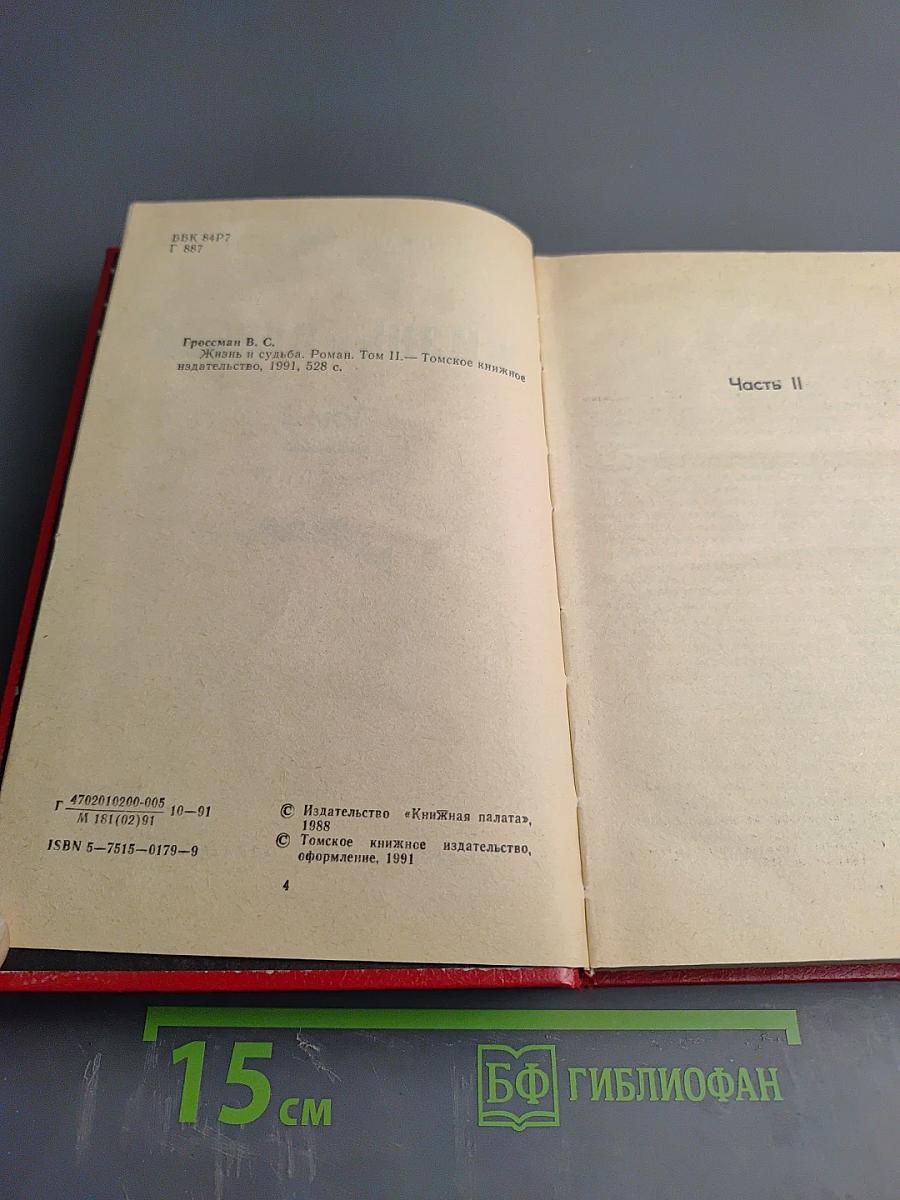 ББК 84Р7
Г 887
Гроссман В. С.
Жизнь и судьба. Роман. Том II.— Томское книжное
издательство, 1991, 528 с.
Часть II
Г 4702010200-005 10—91
М 181(02)91
ISBN 5—7515—0179—9
© Издательство «Книжная палата»,
1988
© Томское книжное издательство,
оформление, 1991
4
15 см
БФ ГИБЛИОФАН